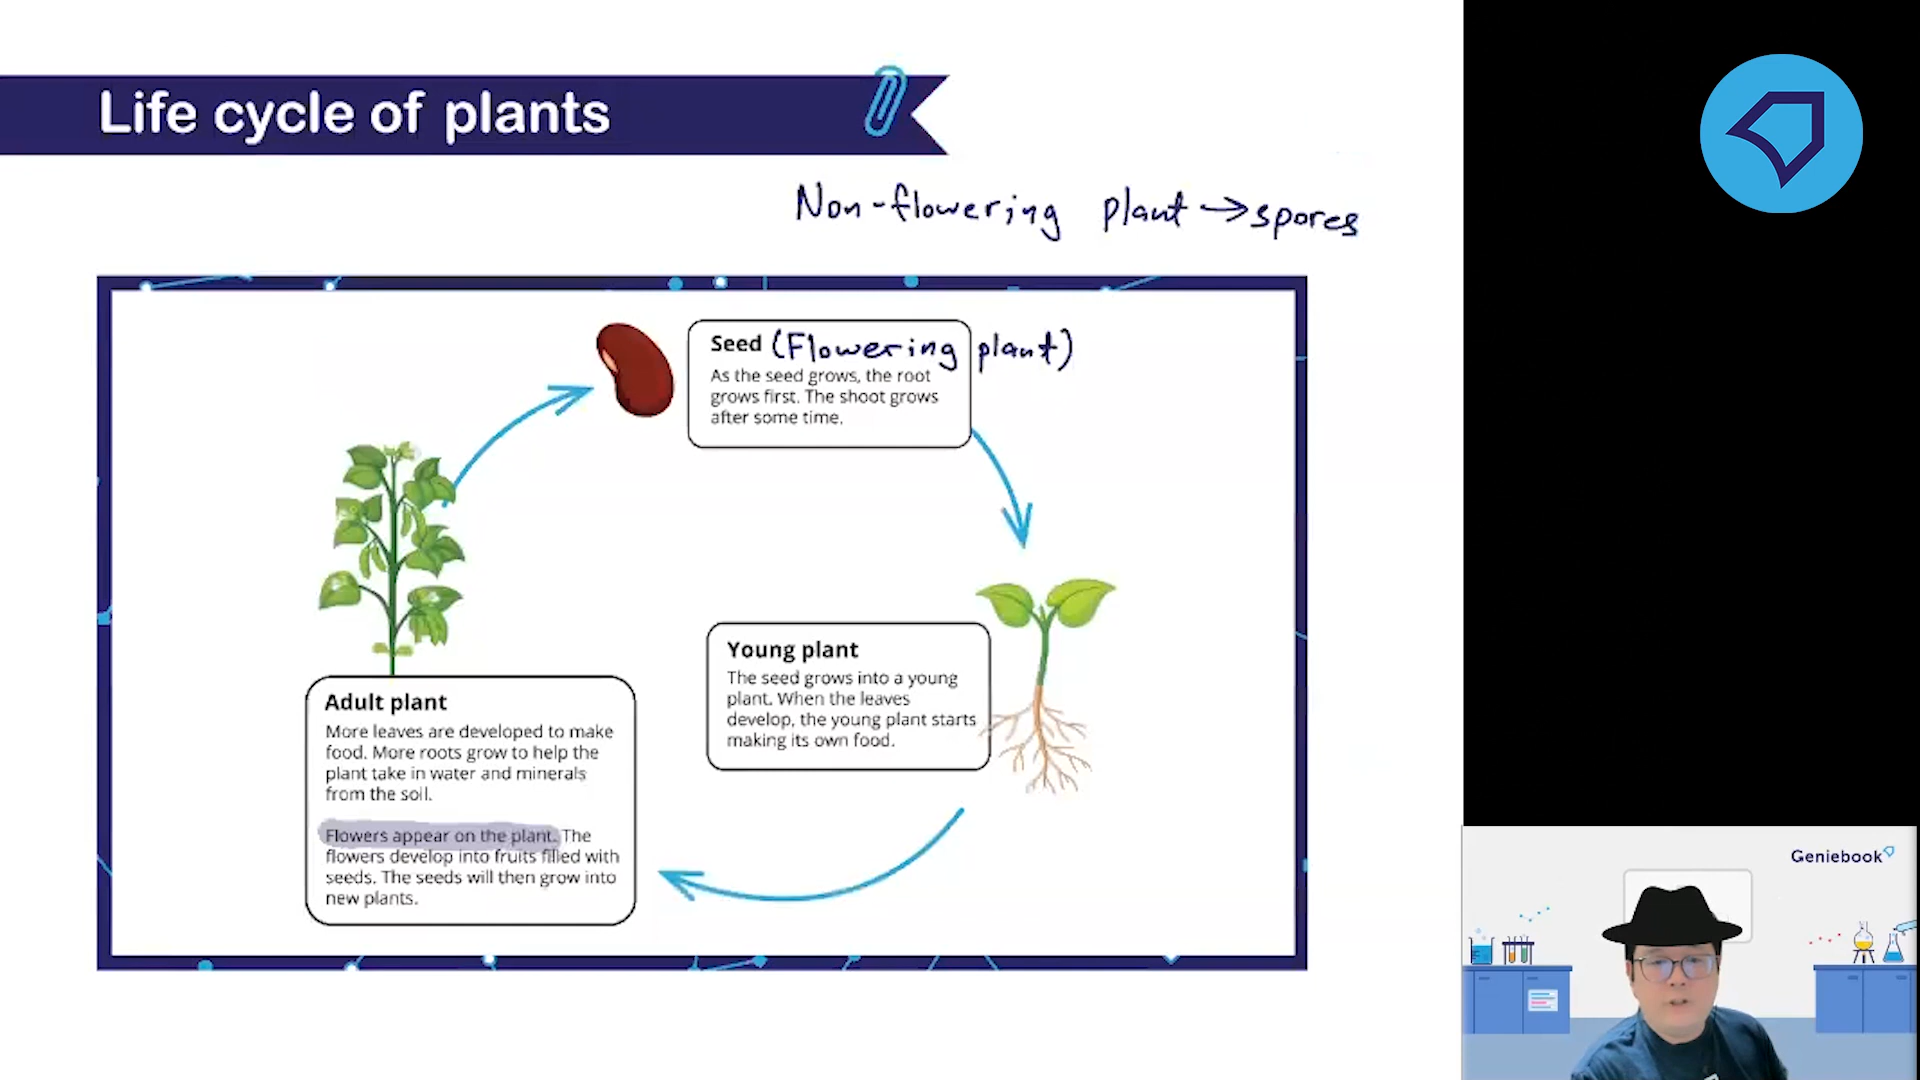 Life cycle of plants
Non-flowering plant → spores
Seed (Flowering plant)
As the seed grows, the root
grows first. The shoot grows
after some time.
Young plant
The seed grows into a young
plant. When the leaves
develop, the young plant starts
making its own food.
Adult plant
More leaves are developed to make
food. More roots grow to help the
plant take in water and minerals
from the soil.
Flowers appear on the plant. The
flowers develop into fruits filled with
seeds. The seeds will then grow into
new plants.
Geniebook